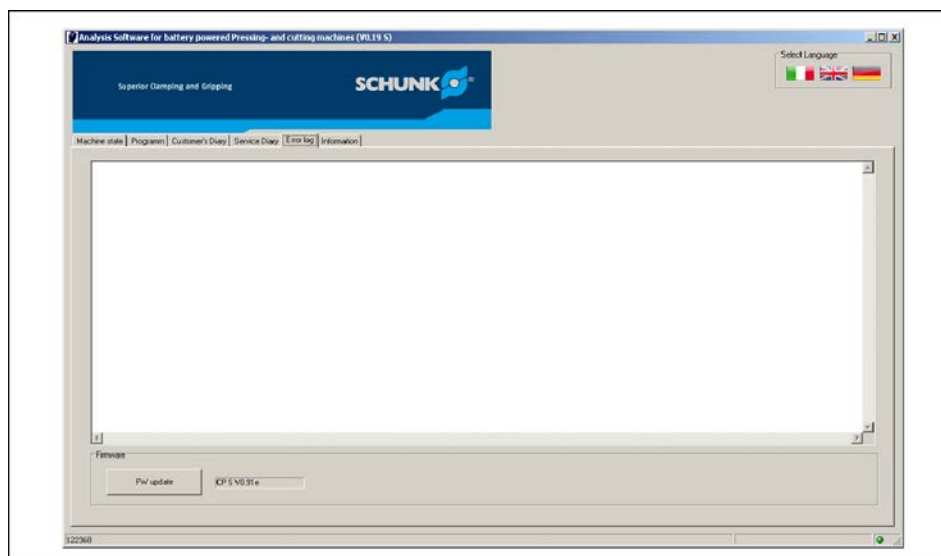 Analysis Software for battery powered Pressing- and cutting machines (V0.19 S)
Select Language
Superior Clamping and Gripping
SCHUNK
Machine state Programm Customer's Diary Service Diary Error log Information
Firmware
FW update ICP S V0.91e
122368